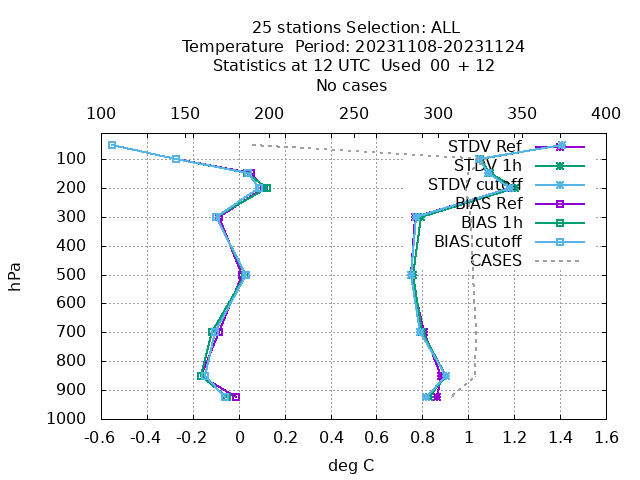 25 stations Selection: ALL
Temperature  Period: 20231108-20231124
Statistics at 12 UTC  Used  00 + 12
No cases
100 150 200 250 300 350 400
STDV Ref
100
STDV 1h
STDV cutoff
200
BIAS Ref
300
BIAS 1h
400
BIAS cutoff
CASES
500
hPa
600
700
800
900
1000
-0.6 -0.4 -0.2 0 0.2 0.4 0.6 0.8 1 1.2 1.4 1.6
deg C